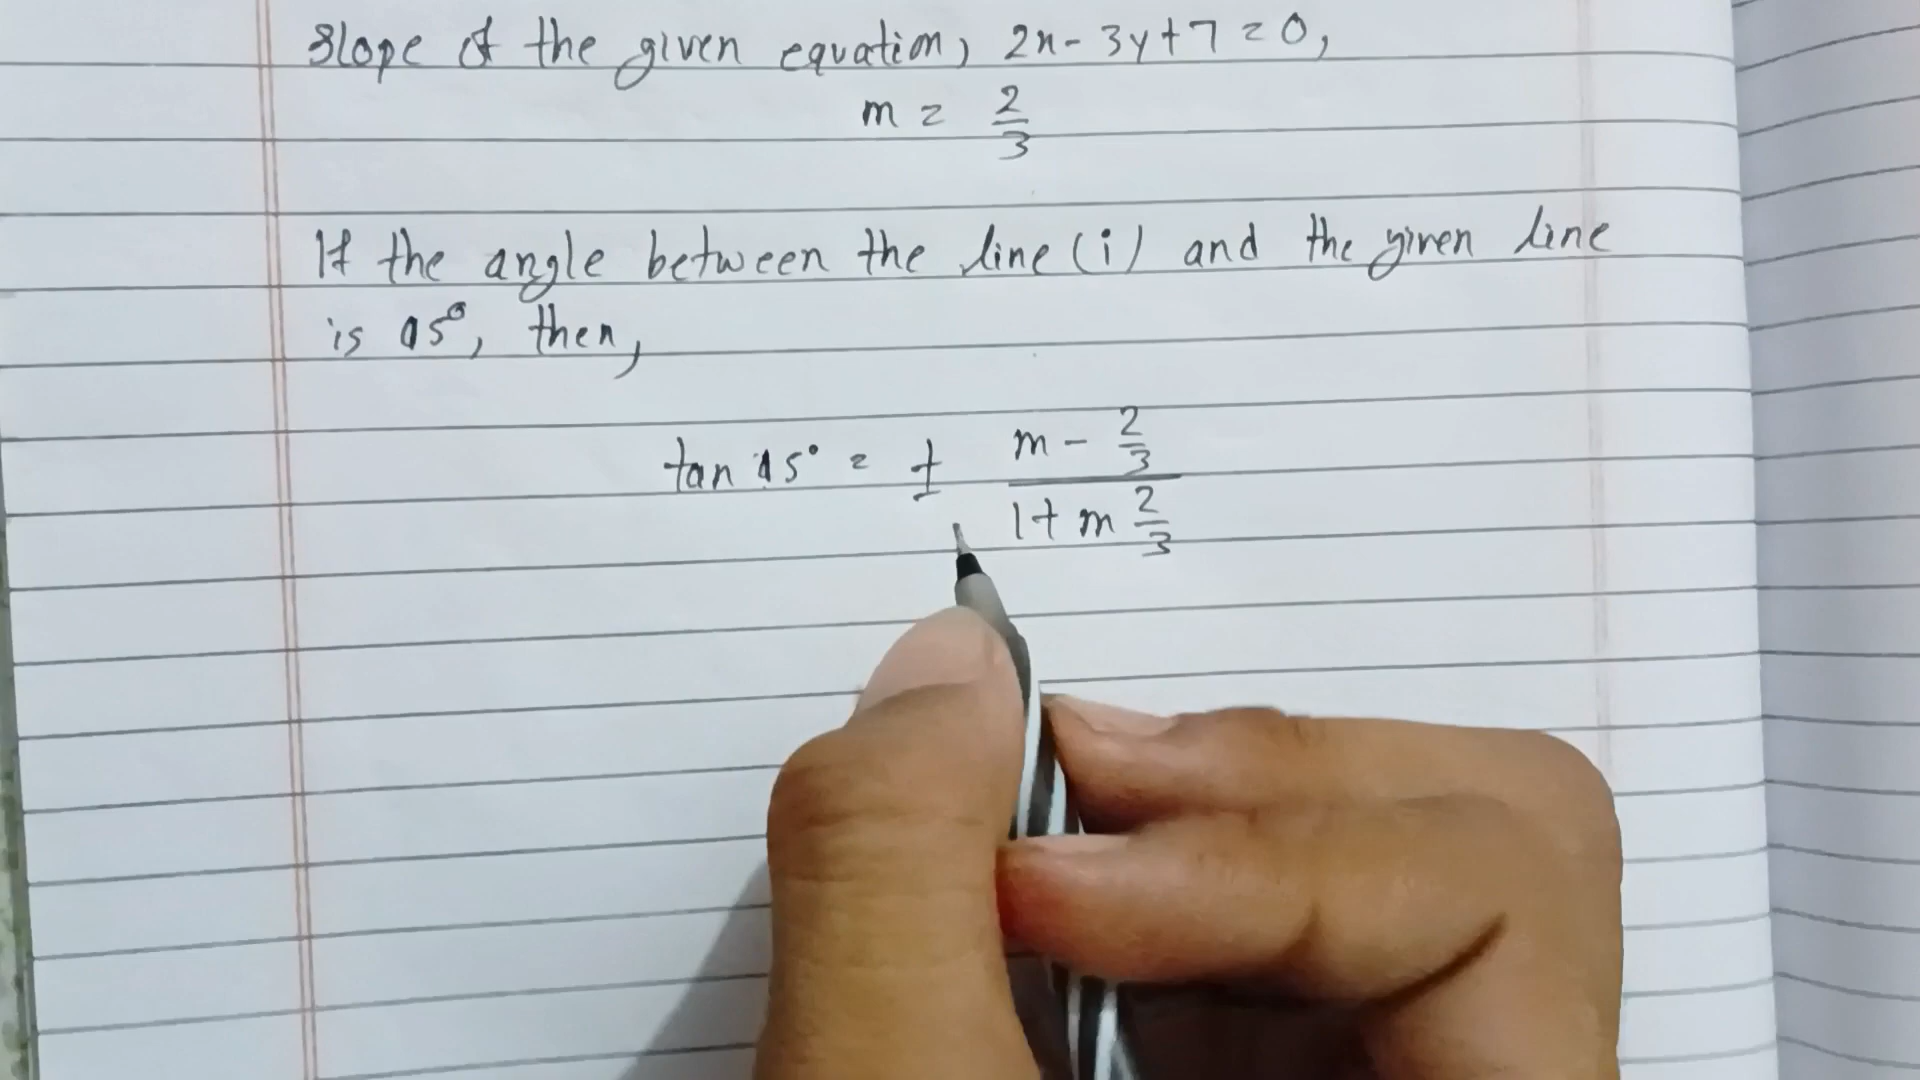 Slope of the given equation, 2x - 3y + 7 = 0,
m = 2/3
If the angle between the line (i) and the given line
is 45°, then,
tan 45° = ± (m - 2/3) / (1 + m 2/3)